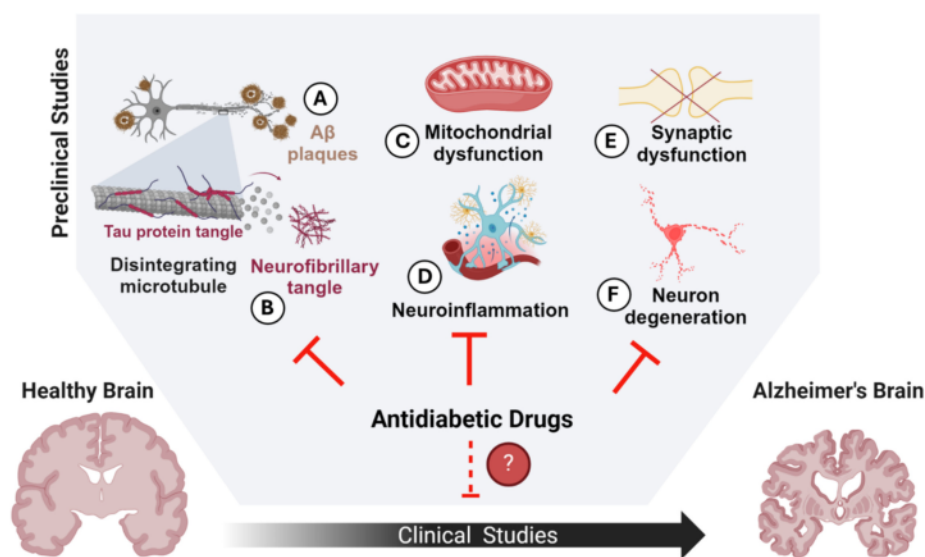 Preclinical Studies
A
Aβ
plaques
Tau protein tangle
Disintegrating
microtubule
Neurofibrillary
tangle
B
C
Mitochondrial
dysfunction
D
Neuroinflammation
E
Synaptic
dysfunction
F
Neuron
degeneration
Healthy Brain
Antidiabetic Drugs
?
Alzheimer's Brain
Clinical Studies